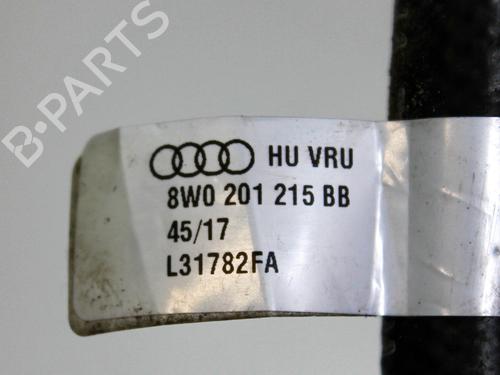 B-PARTS
HU VRU
8W0 201 215 BB
45/17
L31782FA